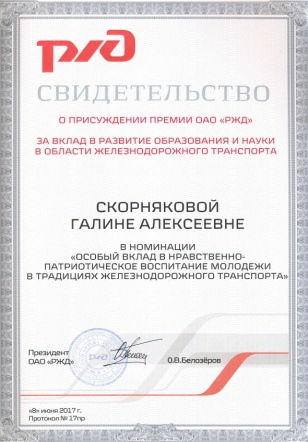 РЖД
СВИДЕТЕЛЬСТВО
О ПРИСУЖДЕНИИ ПРЕМИИ ОАО «РЖД»
ЗА ВКЛАД В РАЗВИТИЕ ОБРАЗОВАНИЯ И НАУКИ
В ОБЛАСТИ ЖЕЛЕЗНОДОРОЖНОГО ТРАНСПОРТА
СКОРНЯКОВОЙ
ГАЛИНЕ АЛЕКСЕЕВНЕ
В НОМИНАЦИИ
«ОСОБЫЙ ВКЛАД В НРАВСТВЕННО-
ПАТРИОТИЧЕСКОЕ ВОСПИТАНИЕ МОЛОДЕЖИ
В ТРАДИЦИЯХ ЖЕЛЕЗНОДОРОЖНОГО ТРАНСПОРТА»
Президент
ОАО «РЖД»
О.В.Белозёров
«8» июня 2017 г.
Протокол № 17пр